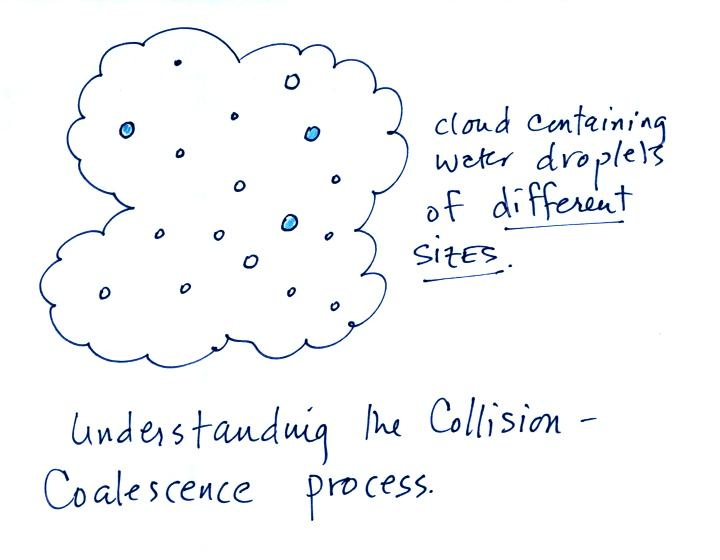 cloud containing
water droplets
of different
sizes.
Understanding the Collision -
Coalescence process.